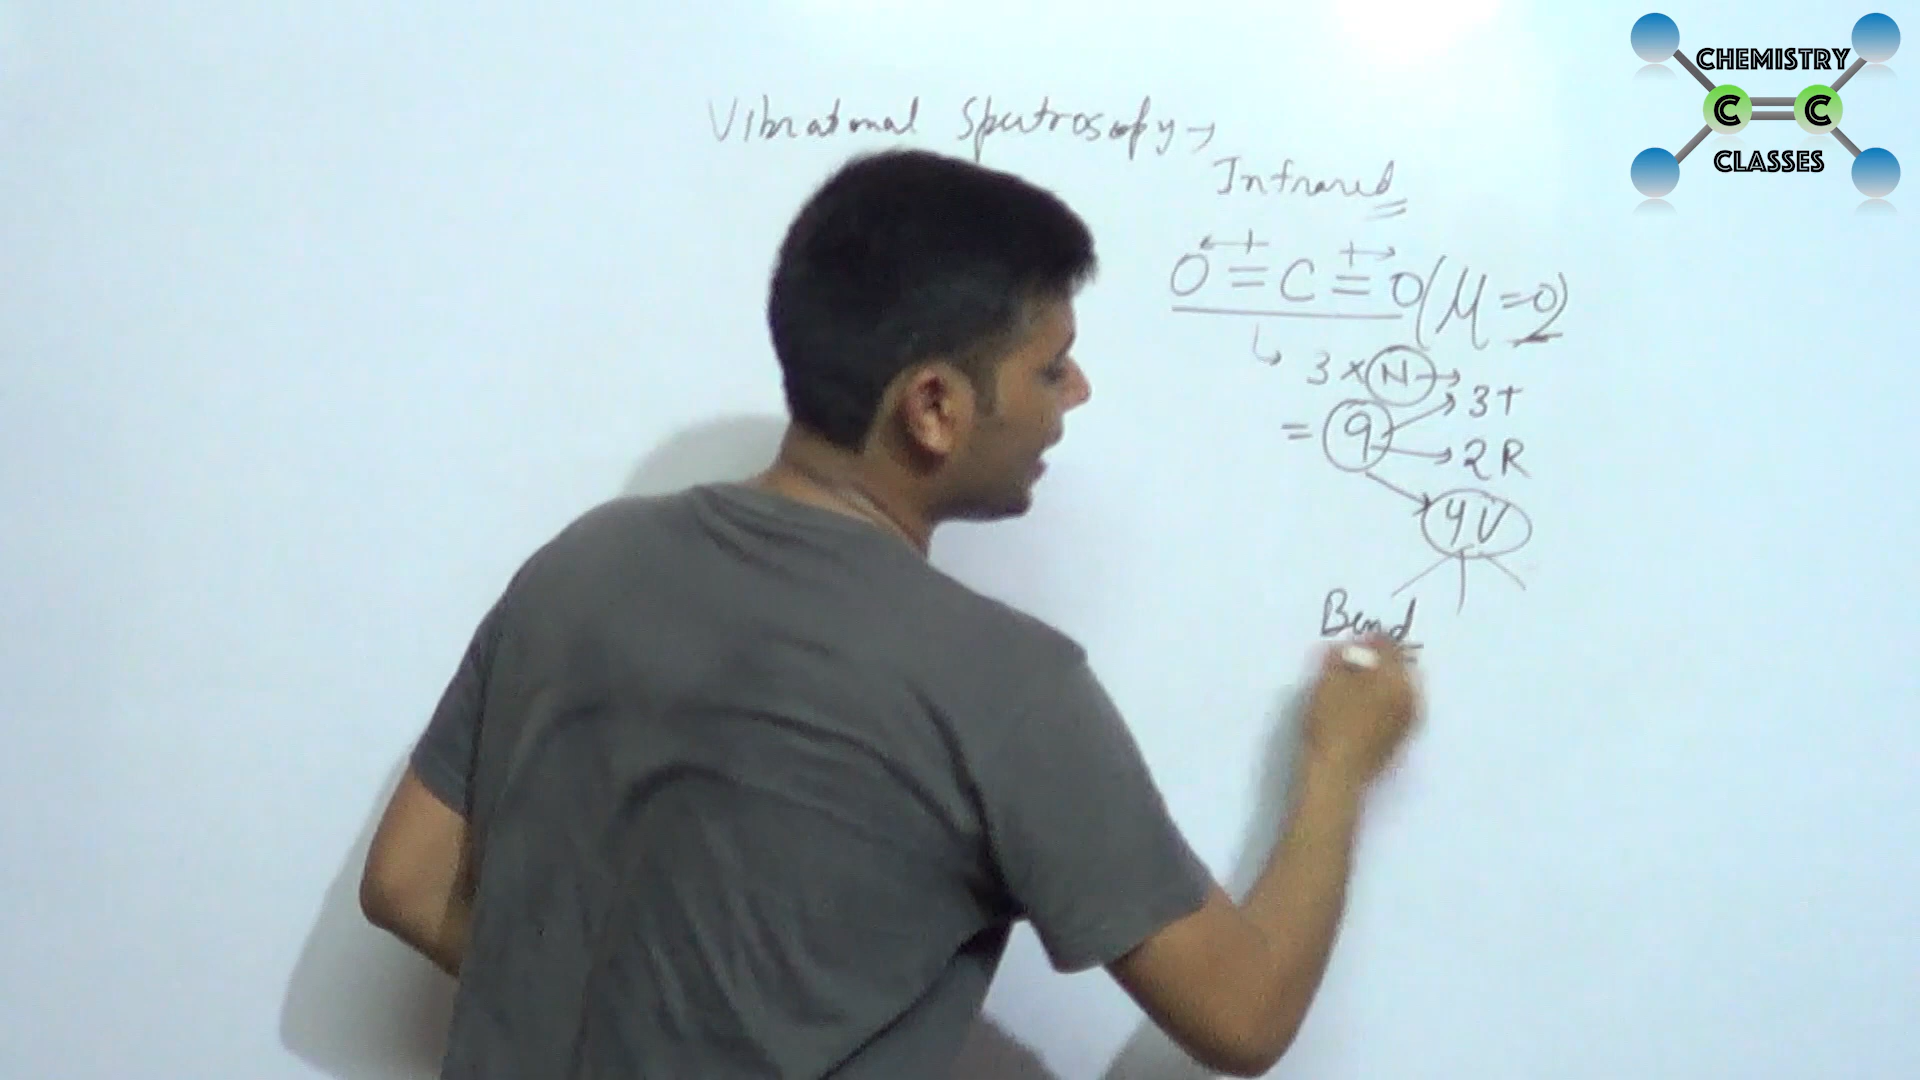 CHEMISTRY
C C
CLASSES
Vibrational Spectroscopy →
Infrared
O = C = O (μ = 0)
↳ 3 × N →
= 9 → 3T
→ 2R
→ 4V
Bend